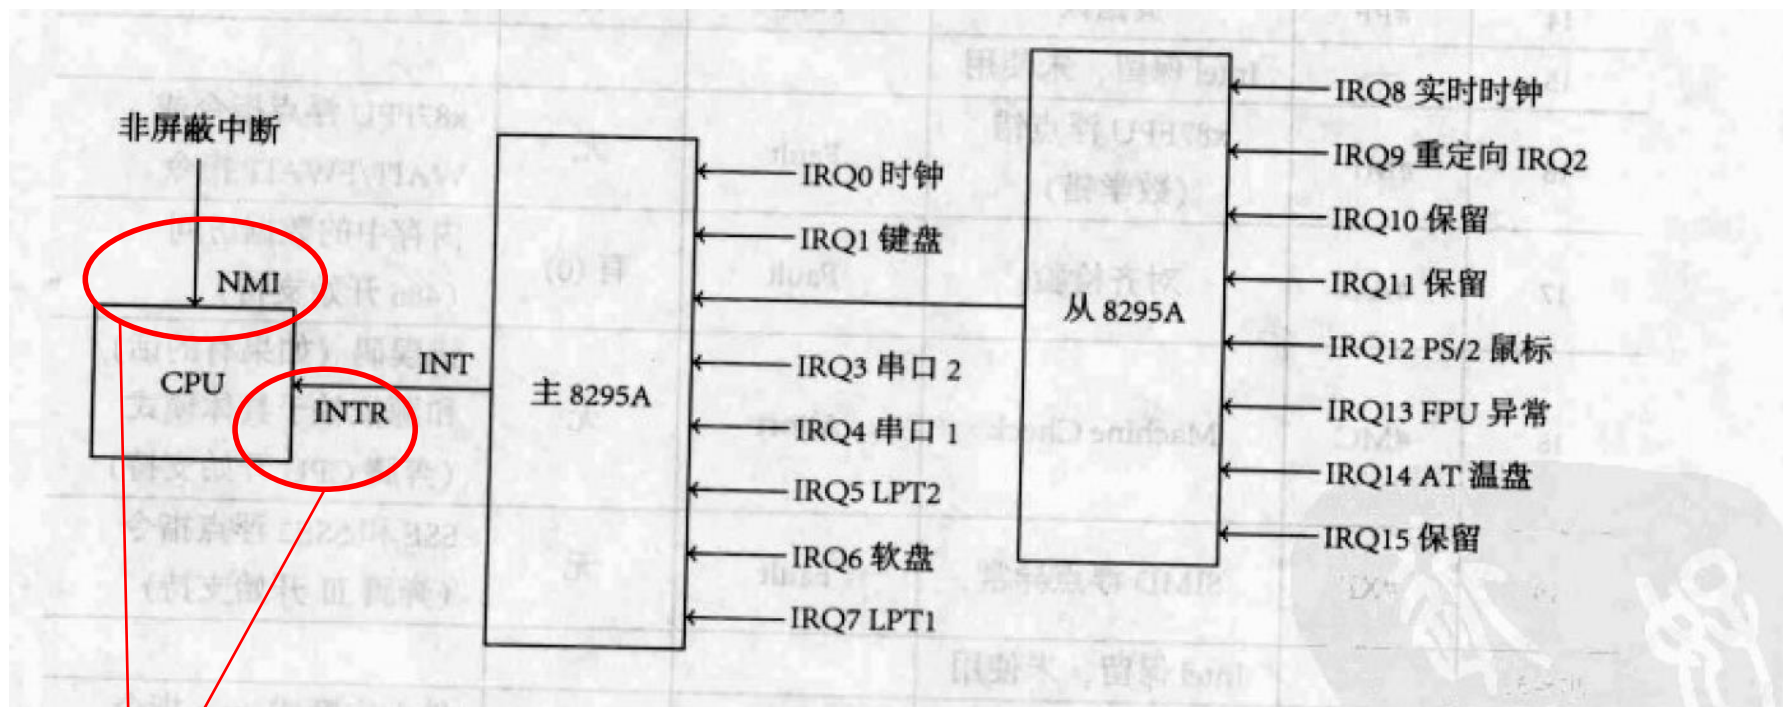 非屏蔽中断
NMI
CPU
INT
INTR
主 8295A
IRQ0 时钟
IRQ1 键盘
IRQ3 串口 2
IRQ4 串口 1
IRQ5 LPT2
IRQ6 软盘
IRQ7 LPT1
从 8295A
IRQ8 实时时钟
IRQ9 重定向 IRQ2
IRQ10 保留
IRQ11 保留
IRQ12 PS/2 鼠标
IRQ13 FPU 异常
IRQ14 AT 温盘
IRQ15 保留